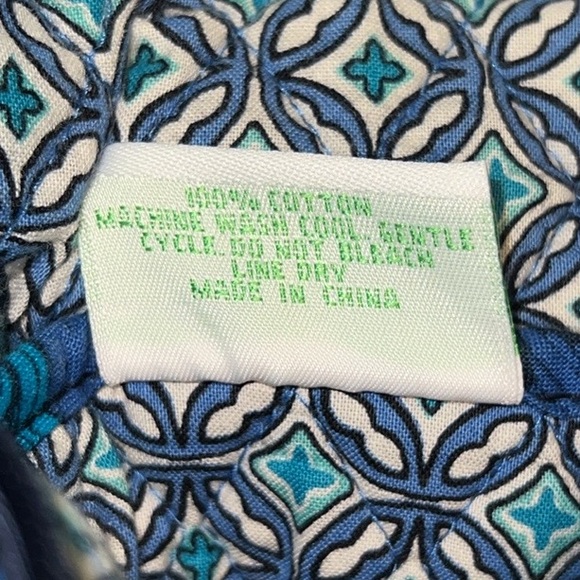 100% COTTON
MACHINE WASH COOL, GENTLE
CYCLE. DO NOT BLEACH
LINE DRY
MADE IN CHINA